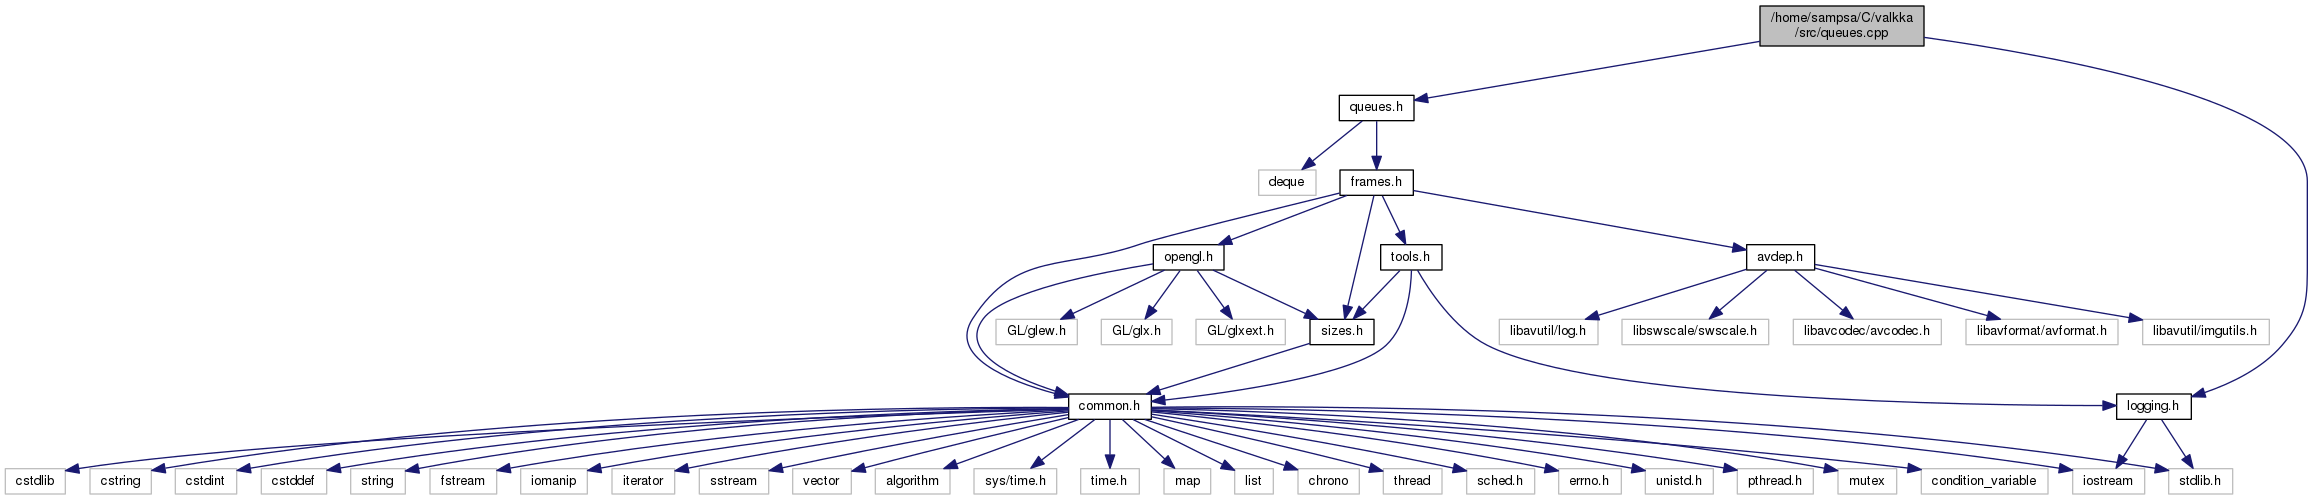 /home/sampsa/C/valkka
/src/queues.cpp
queues.h
deque
frames.h
opengl.h
tools.h
avdep.h
GL/glew.h
GL/glx.h
GL/glxext.h
sizes.h
libavutil/log.h
libswscale/swscale.h
libavcodec/avcodec.h
libavformat/avformat.h
libavutil/imgutils.h
common.h
logging.h
cstdlib
cstring
cstdint
cstddef
string
fstream
iomanip
iterator
sstream
vector
algorithm
sys/time.h
time.h
map
list
chrono
thread
sched.h
errno.h
unistd.h
pthread.h
mutex
condition_variable
iostream
stdlib.h